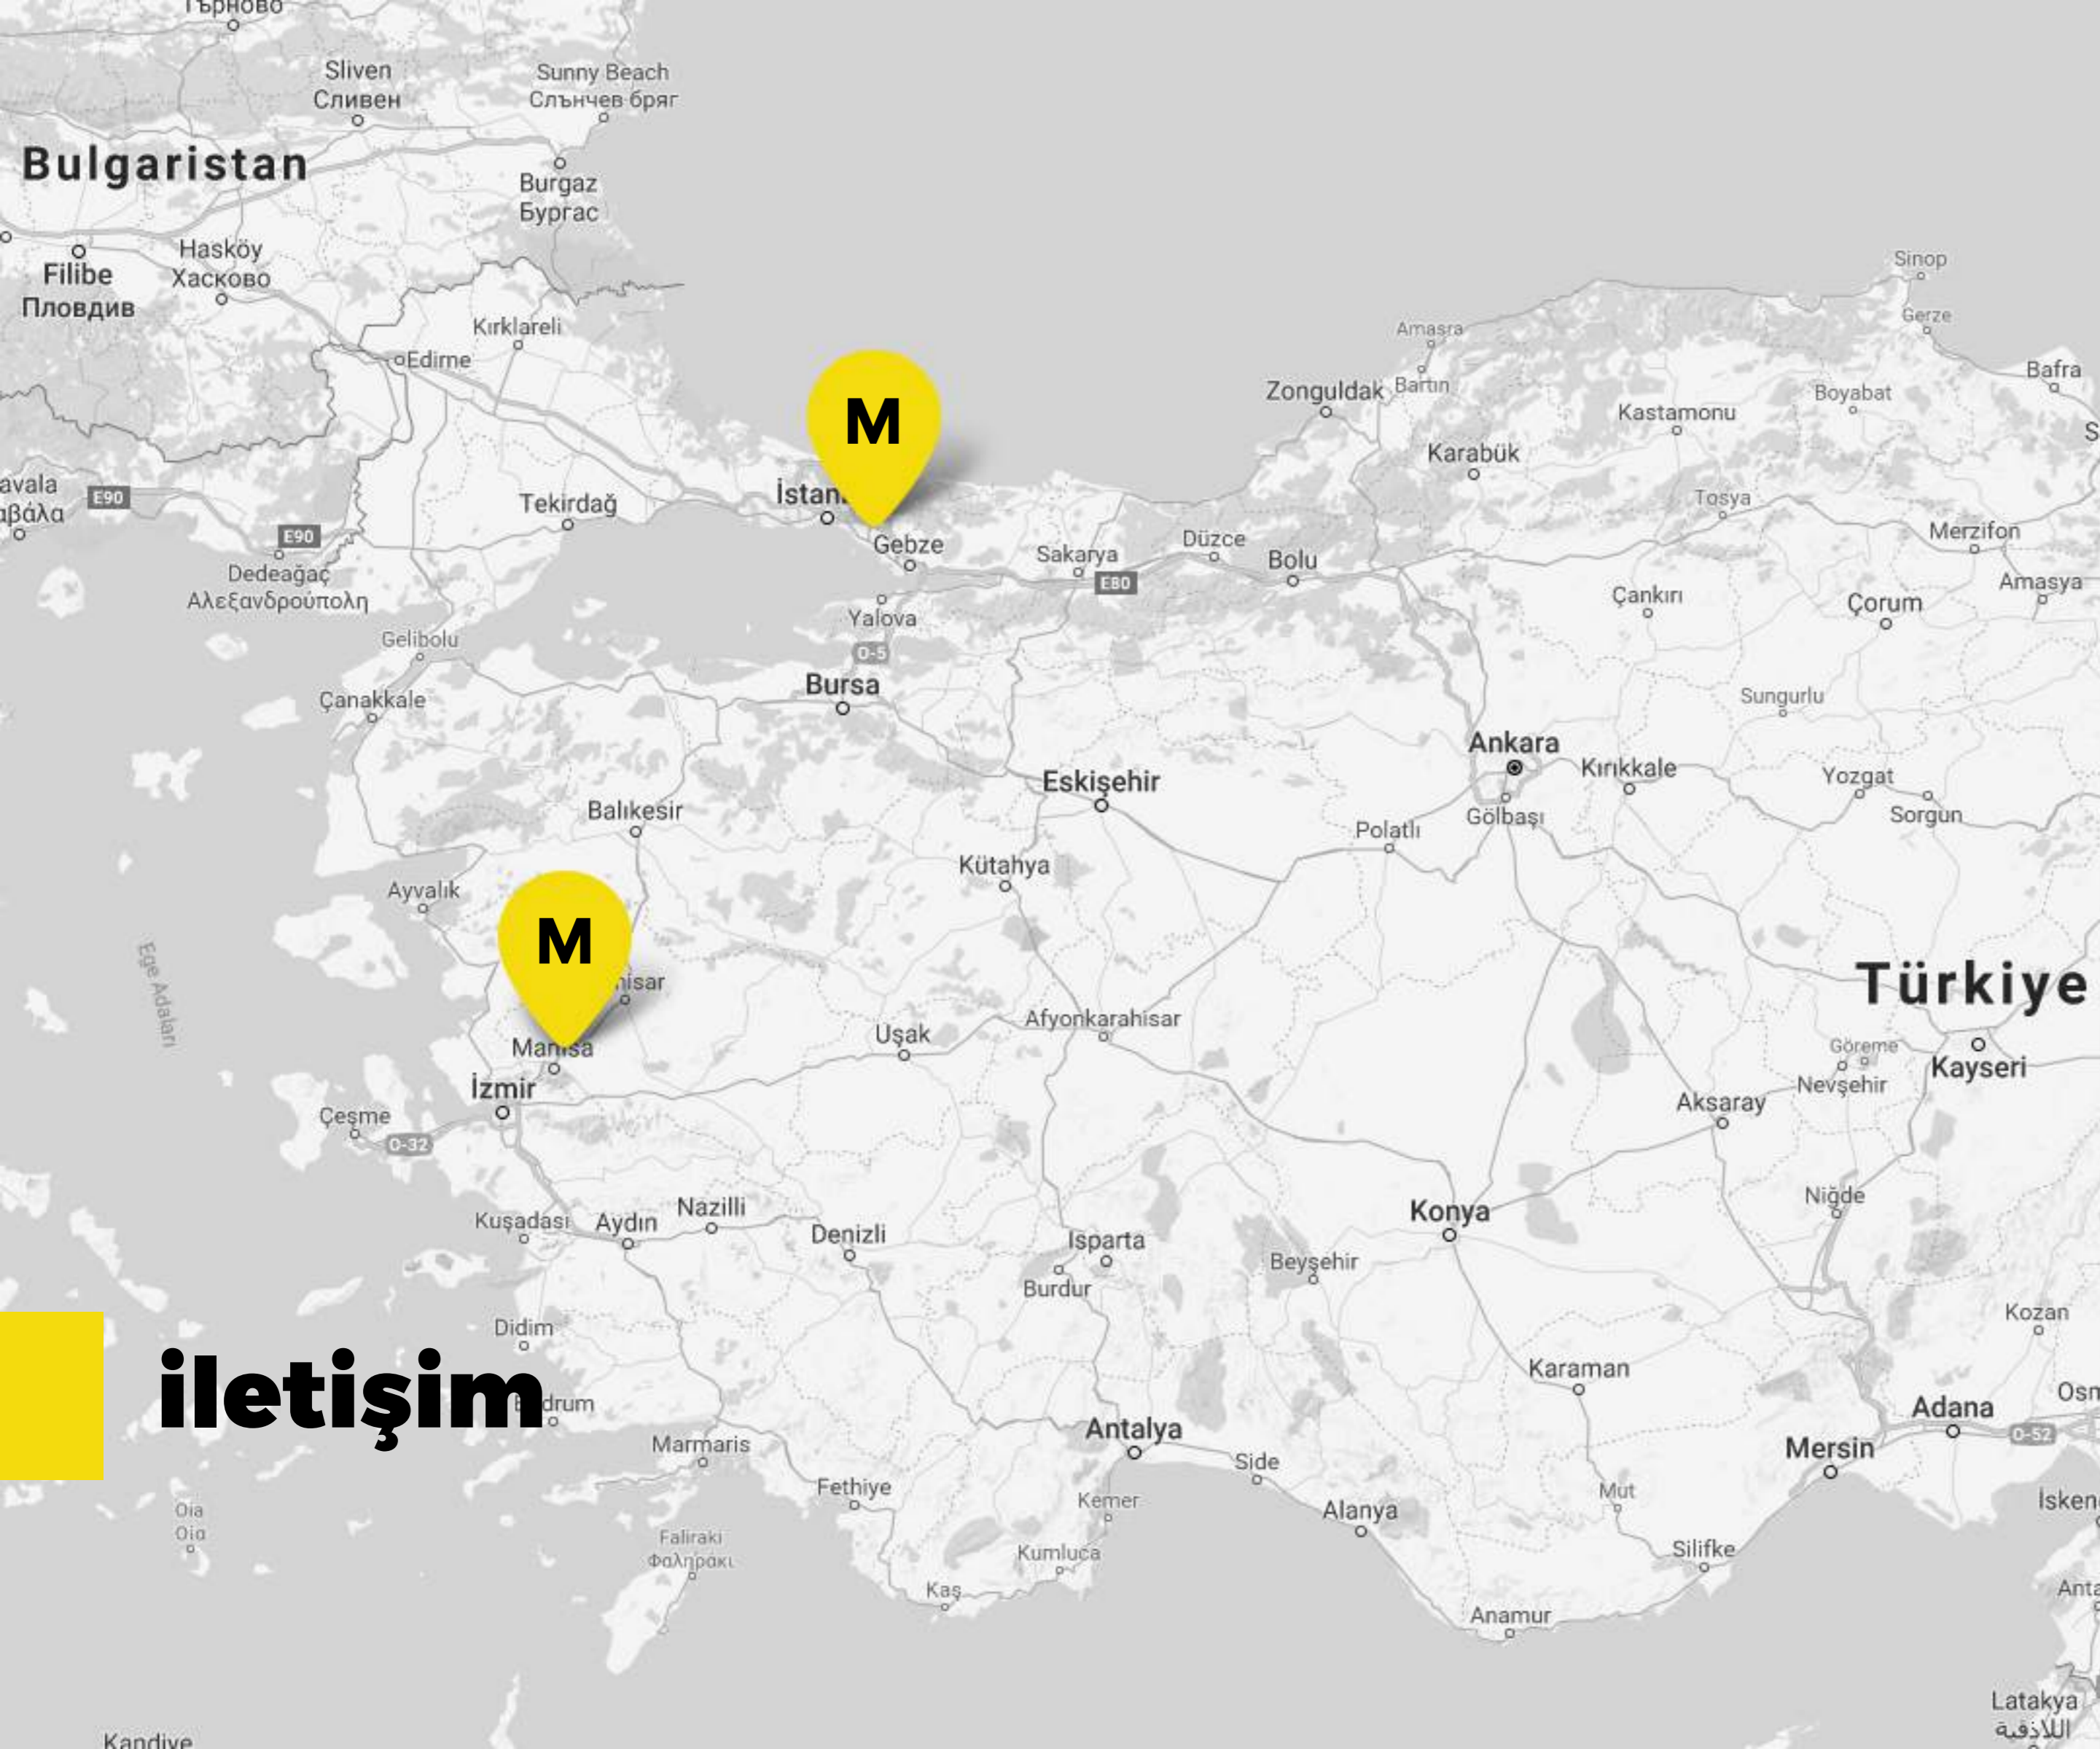 Sliven
Сливен
Sunny Beach
Слънчев бряг
Bulgaristan
Burgaz
Бургас
Hasköy
Хасково
Filibe
Пловдив
Sinop
Gerze
Kırklareli
Amasra
Edirne
Bafra
Zonguldak
Bartın
Boyabat
Kastamonu
M
Karabük
E90
İstan
Tekirdağ
Tosya
Merzifon
E90
Gebze
Düzce
Sakarya
Bolu
E80
Dedeağaç
Αλεξανδρούπολη
Amasya
Çankırı
Çorum
Yalova
Gelibolu
O-5
Bursa
Çanakkale
Sungurlu
Ankara
Eskişehir
Kırıkkale
Yozgat
Balıkesir
Gölbaşı
Sorgun
Polatlı
Kütahya
Ayvalık
M
Ege Adaları
hisar
Türkiye
Afyonkarahisar
Uşak
Manisa
Göreme
Kayseri
Nevşehir
İzmir
Aksaray
Çeşme
O-32
Niğde
Nazilli
Konya
Kuşadası
Aydın
Denizli
Isparta
Beyşehir
Burdur
Kozan
Didim
Karaman
iletişim
drum
Adana
Antalya
O-52
Marmaris
Mersin
Side
Fethiye
Mut
Kemer
Alanya
İsken
Oia
Οία
Faliraki
Φαληράκι
Kumluca
Silifke
Kaş
Anamur
Latakya
اللاذقية
Kandiye